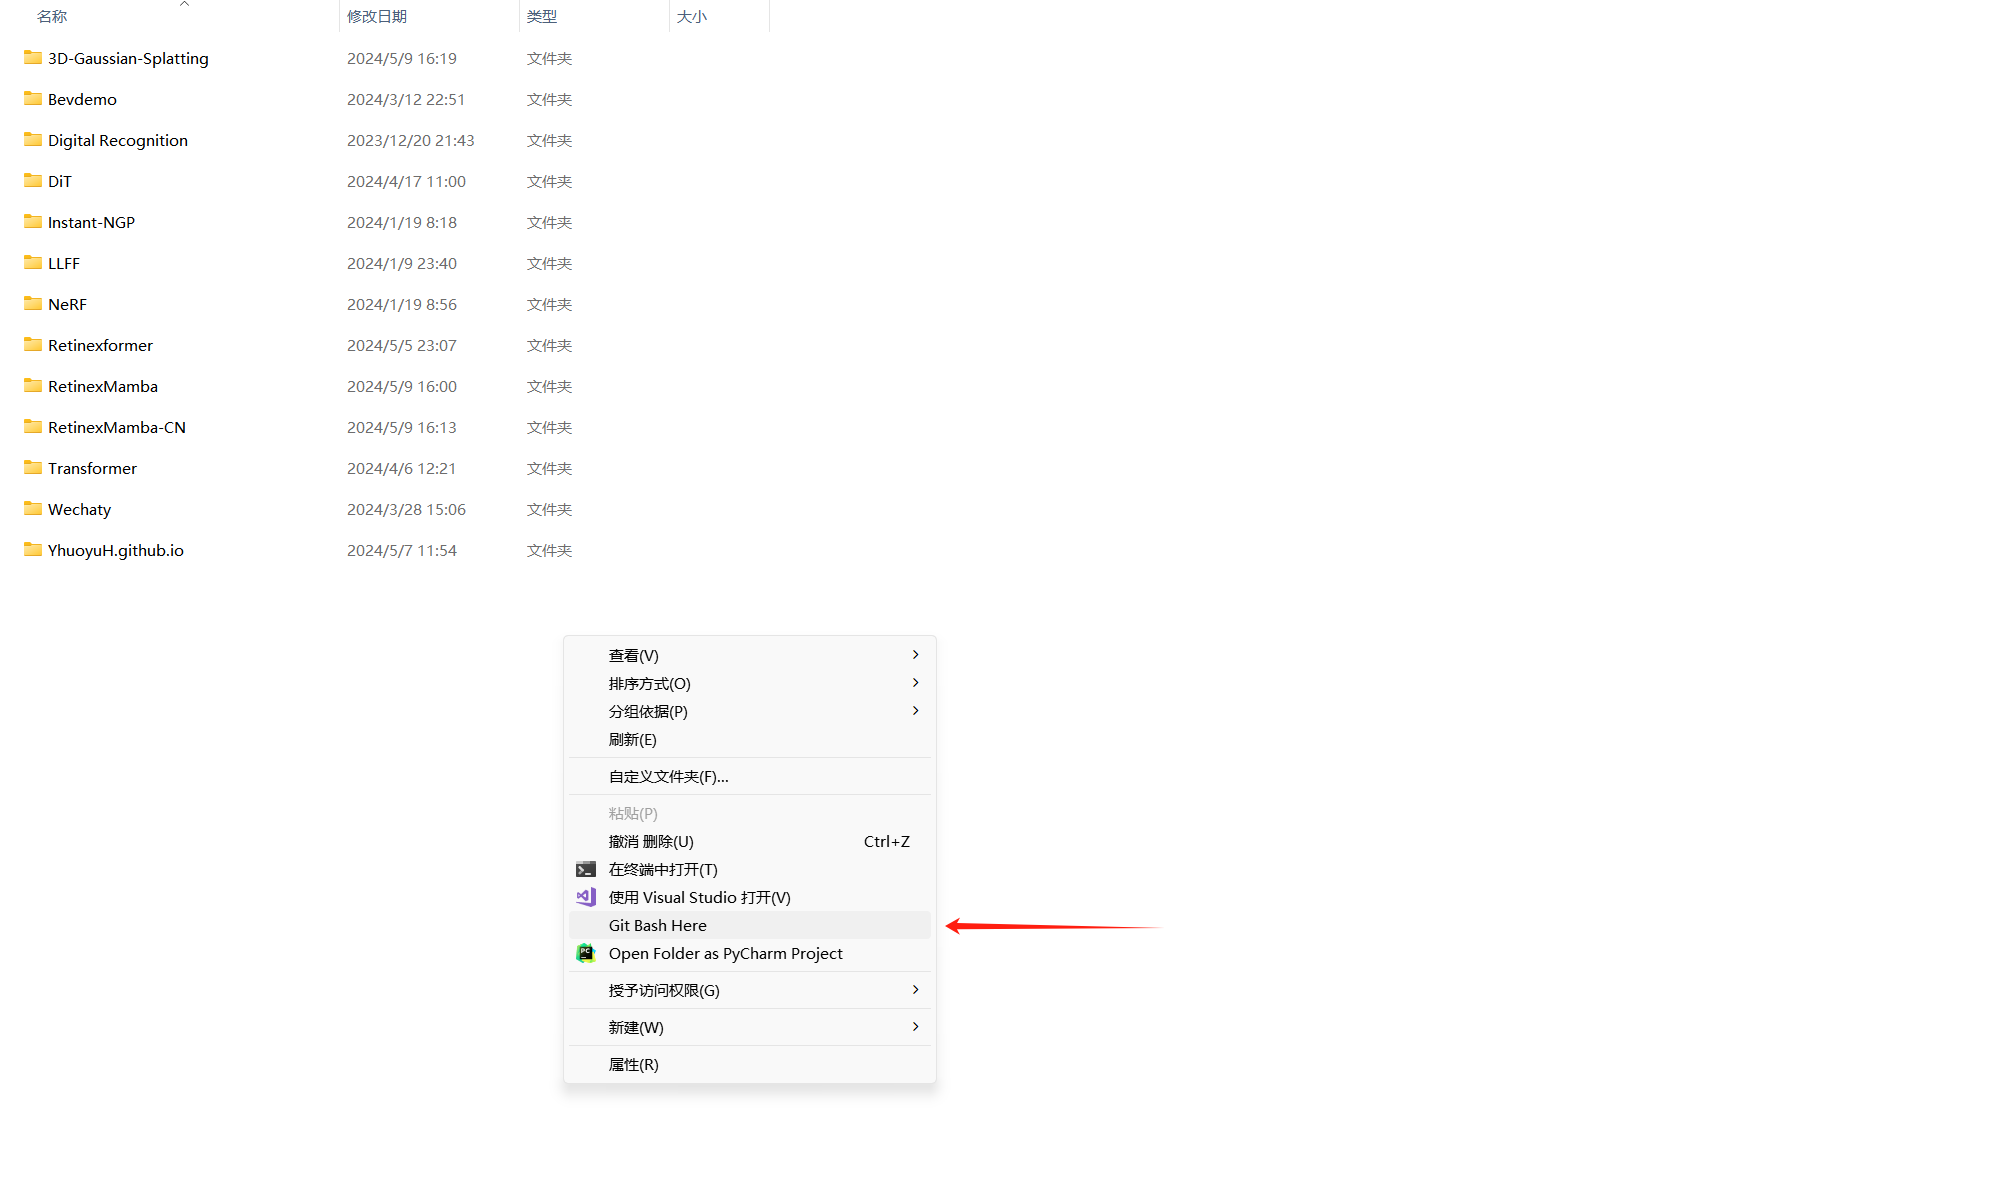 名称 修改日期 类型 大小
3D-Gaussian-Splatting 2024/5/9 16:19 文件夹
Bevdemo 2024/3/12 22:51 文件夹
Digital Recognition 2023/12/20 21:43 文件夹
DiT 2024/4/17 11:00 文件夹
Instant-NGP 2024/1/19 8:18 文件夹
LLFF 2024/1/9 23:40 文件夹
NeRF 2024/1/19 8:56 文件夹
Retinexformer 2024/5/5 23:07 文件夹
RetinexMamba 2024/5/9 16:00 文件夹
RetinexMamba-CN 2024/5/9 16:13 文件夹
Transformer 2024/4/6 12:21 文件夹
Wechaty 2024/3/28 15:06 文件夹
YhuoyuH.github.io 2024/5/7 11:54 文件夹
查看(V)
排序方式(O)
分组依据(P)
刷新(E)
自定义文件夹(F)...
粘贴(P)
撤消 删除(U) Ctrl+Z
在终端中打开(T)
使用 Visual Studio 打开(V)
Git Bash Here
Open Folder as PyCharm Project
授予访问权限(G)
新建(W)
属性(R)